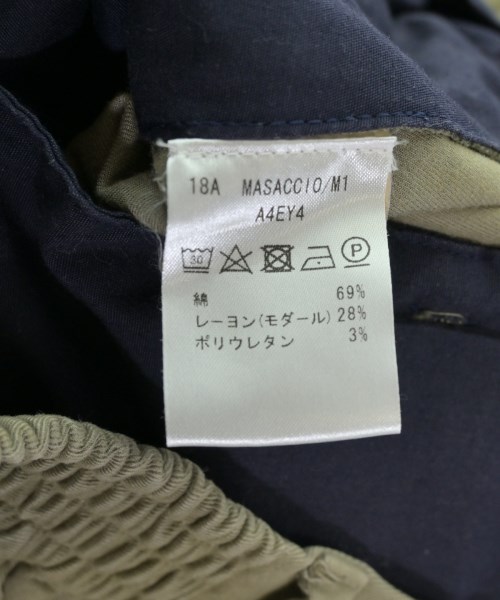 18A MASACCIO/M1
A4EY4
30 P
綿 69%
レーヨン(モダール) 28%
ポリウレタン 3%